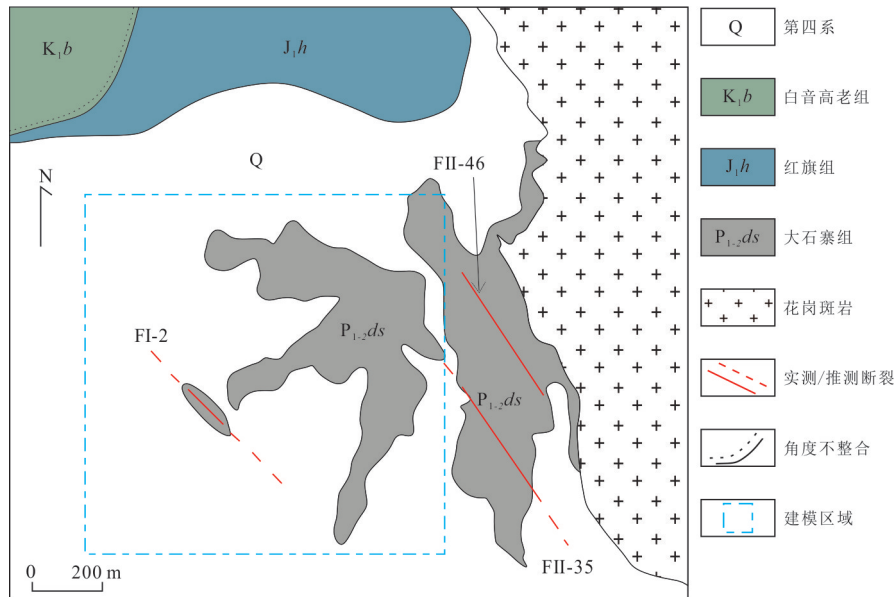 K₁b
J₁h
Q
N
FII-46
P₁₋₂ds
FI-2
P₁₋₂ds
FII-35
0 200 m
Q 第四系
K₁b 白音高老组
J₁h 红旗组
P₁₋₂ds 大石寨组
花岗斑岩
实测/推测断裂
角度不整合
建模区域